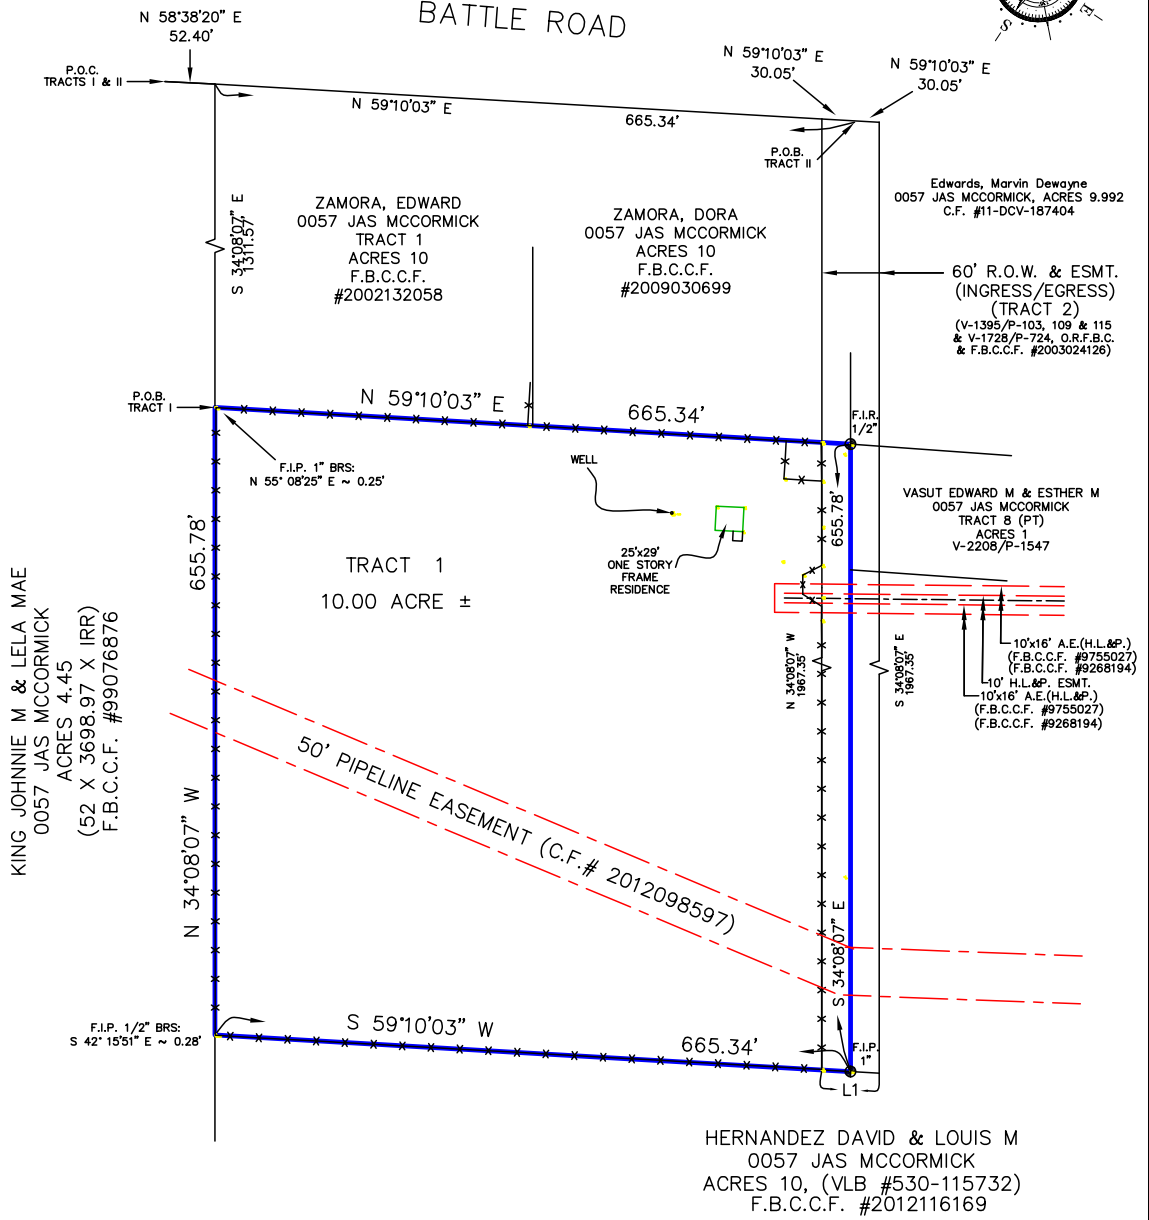 BATTLE ROAD
S
E
N 58°38'20" E
52.40'
P.O.C.
TRACTS I & II
N 59°10'03" E
665.34'
N 59°10'03" E
30.05'
N 59°10'03" E
30.05'
P.O.B.
TRACT II
S 34°08'07" E
1311.57'
ZAMORA, EDWARD
0057 JAS MCCORMICK
TRACT 1
ACRES 10
F.B.C.C.F.
#2002132058
ZAMORA, DORA
0057 JAS MCCORMICK
ACRES 10
F.B.C.C.F.
#2009030699
Edwards, Marvin Dewayne
0057 JAS MCCORMICK, ACRES 9.992
C.F. #11-DCV-187404
60' R.O.W. & ESMT.
(INGRESS/EGRESS)
(TRACT 2)
(V-1395/P-103, 109 & 115
& V-1728/P-724, O.R.F.B.C.
& F.B.C.C.F. #2003024126)
P.O.B.
TRACT I
N 59°10'03" E
665.34'
F.I.R.
1/2"
F.I.P. 1" BRS:
N 55° 08'25" E ~ 0.25'
WELL
25'x29'
ONE STORY
FRAME
RESIDENCE
655.78'
655.78'
VASUT EDWARD M & ESTHER M
0057 JAS MCCORMICK
TRACT 8 (PT)
ACRES 1
V-2208/P-1547
TRACT 1
10.00 ACRE ±
KING JOHNNIE M & LELA MAE
0057 JAS MCCORMICK
ACRES 4.45
(52 X 3698.97 X IRR)
F.B.C.C.F. #99076876
N 34°08'07" W
1967.35'
S 34°08'07" E
1967.35'
10'x16' A.E.(H.L.&P.)
(F.B.C.C.F. #9755027)
(F.B.C.C.F. #9268194)
10' H.L.&P. ESMT.
10'x16' A.E.(H.L.&P.)
(F.B.C.C.F. #9755027)
(F.B.C.C.F. #9268194)
50' PIPELINE EASEMENT (C.F.# 2012098597)
N 34°08'07" W
S 34°08'07" E
F.I.P. 1/2" BRS:
S 42° 15'51" E ~ 0.28'
S 59°10'03" W
665.34'
F.I.P.
1"
L1
HERNANDEZ DAVID & LOUIS M
0057 JAS MCCORMICK
ACRES 10, (VLB #530-115732)
F.B.C.C.F. #2012116169